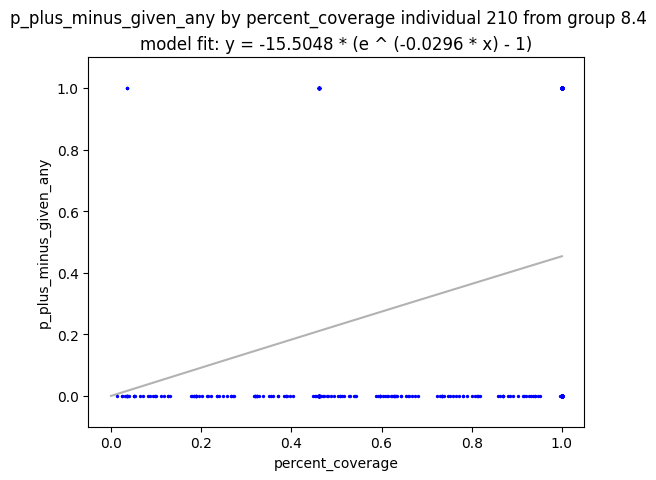 p_plus_minus_given_any by percent_coverage individual 210 from group 8.4
model fit: y = -15.5048 * (e ^ (-0.0296 * x) - 1)
1.0
0.8
0.6
0.4
0.2
0.0
p_plus_minus_given_any
0.0 0.2 0.4 0.6 0.8 1.0
percent_coverage